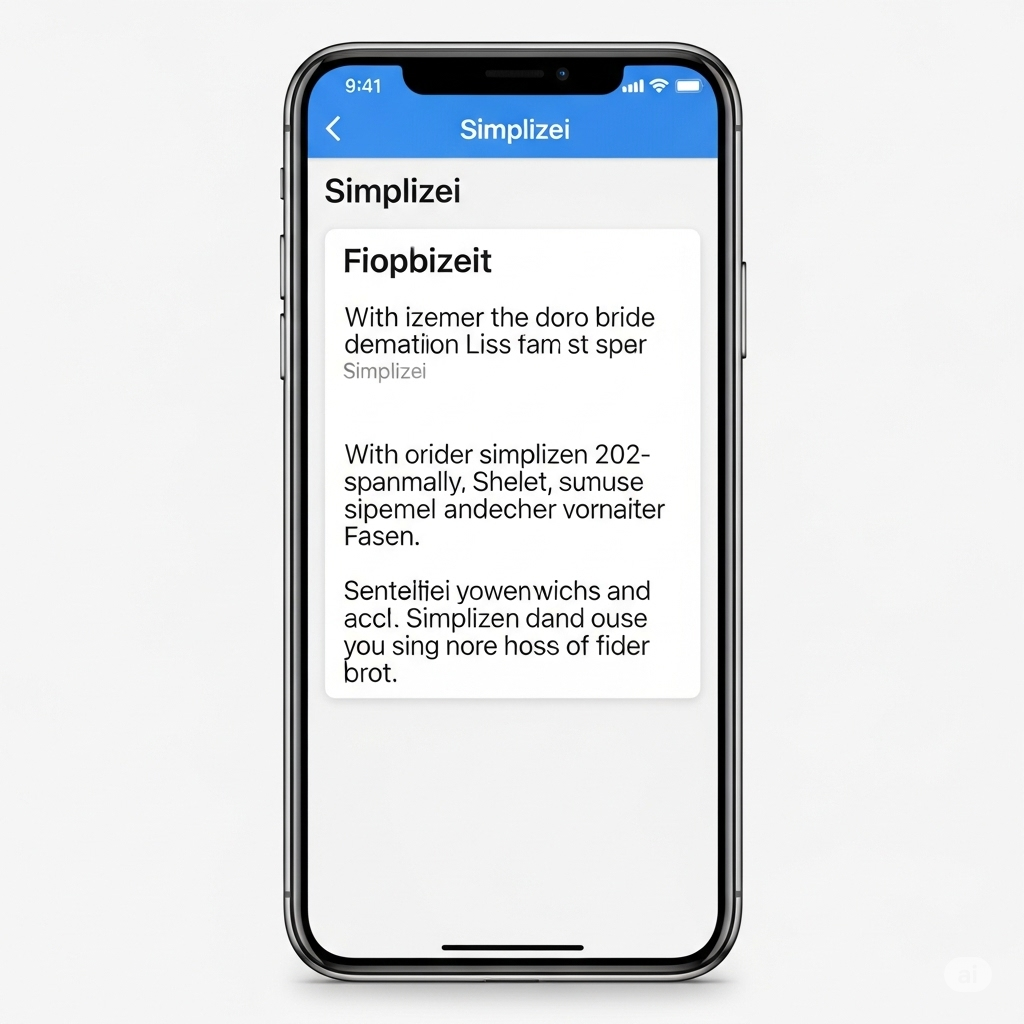 9:41
Simplizei
Simplizei
Fiopbizeit
With izemer the doro bride
dematiion Liss fam st sper
Simplizei
With orider simplizen 202-
spanmally, Shelet, sumuse
sipemel andecher vornaiter
Fasen.
yowenwichs and
accl. Simplizen dand ouse
you sing nore hoss of fider
brot.
ai